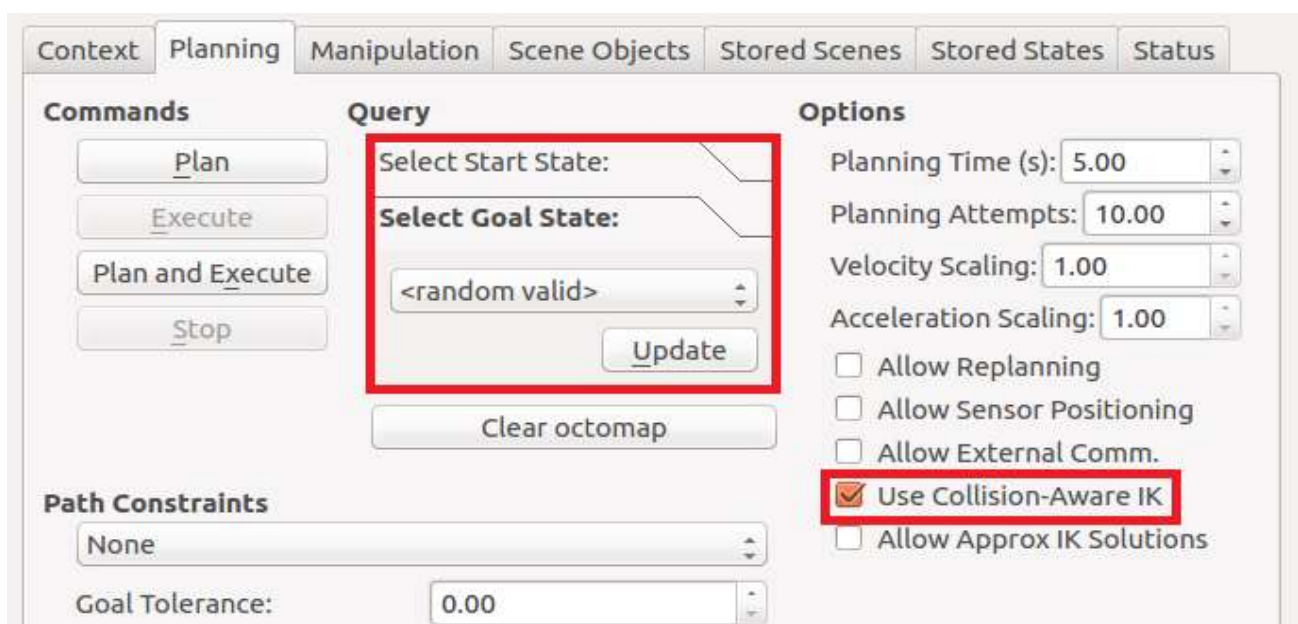 Context Planning Manipulation Scene Objects Stored Scenes Stored States Status
Commands
Plan
Execute
Plan and Execute
Stop
Query
Select Start State:
Select Goal State:
<random valid>
Update
Clear octomap
Options
Planning Time (s): 5.00
Planning Attempts: 10.00
Velocity Scaling: 1.00
Acceleration Scaling: 1.00
Allow Replanning
Allow Sensor Positioning
Allow External Comm.
Use Collision-Aware IK
Allow Approx IK Solutions
Path Constraints
None
Goal Tolerance: 0.00